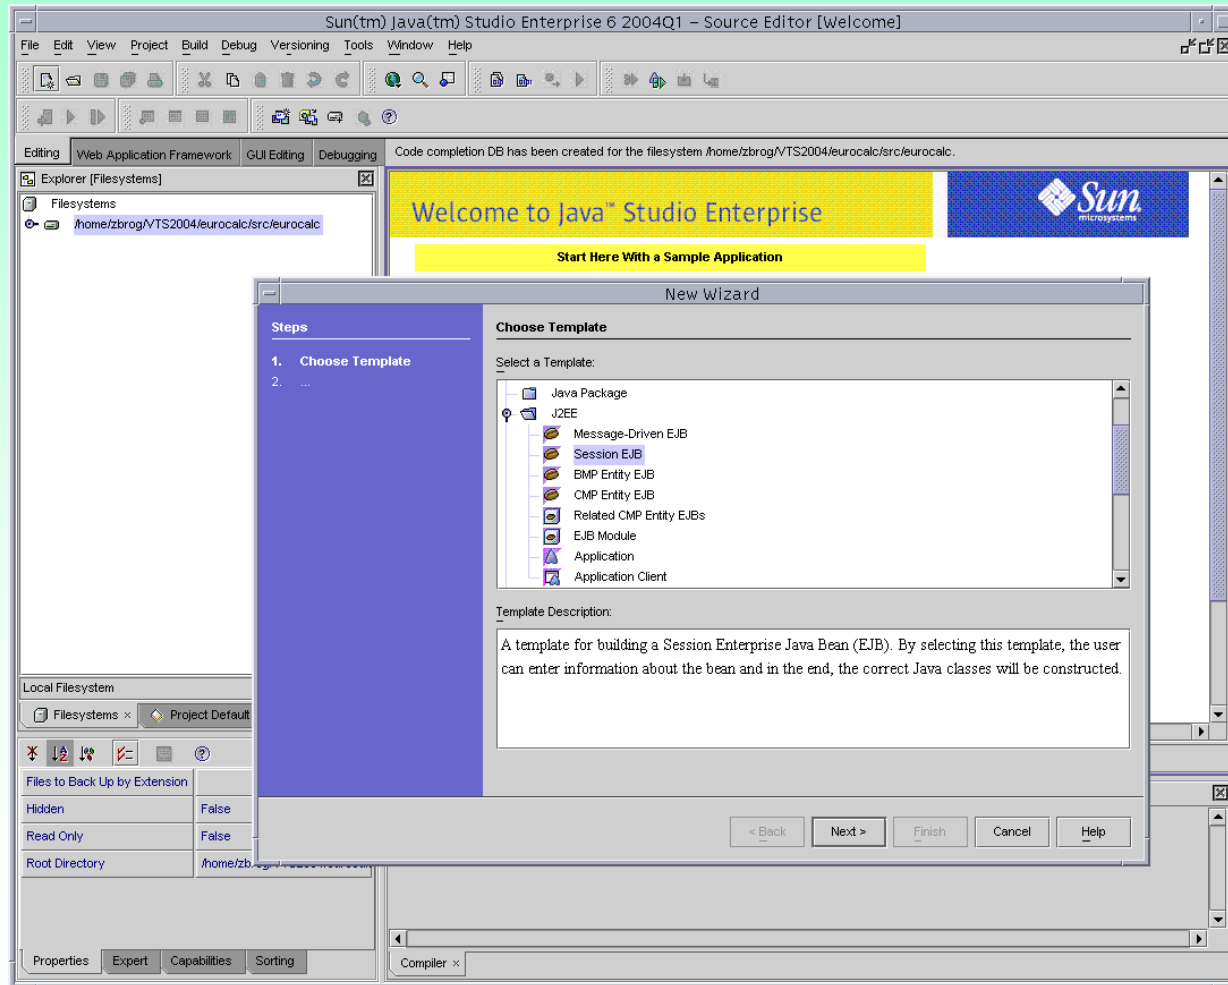 Sun(tm) Java(tm) Studio Enterprise 6 2004Q1 – Source Editor [Welcome]
File Edit View Project Build Debug Versioning Tools Window Help
Editing Web Application Framework GUI Editing Debugging
Code completion DB has been created for the filesystem /home/zbrog/VTS2004/eurocalc/src/eurocalc.
Explorer [Filesystems]
Filesystems
/home/zbrog/VTS2004/eurocalc/src/eurocalc
Welcome to Java™ Studio Enterprise
Sun
microsystems
Start Here With a Sample Application
New Wizard
Steps
1. Choose Template
2. ...
Choose Template
Select a Template:
Java Package
J2EE
Message-Driven EJB
Session EJB
BMP Entity EJB
CMP Entity EJB
Related CMP Entity EJBs
EJB Module
Application
Application Client
Template Description:
A template for building a Session Enterprise Java Bean (EJB). By selecting this template, the user
can enter information about the bean and in the end, the correct Java classes will be constructed.
« Back Next » Finish Cancel Help
Local Filesystem
Filesystems × Project Default
Files to Back Up by Extension
Hidden False
Read Only False
Root Directory /home/zb
Properties Expert Capabilities Sorting
Compiler ×